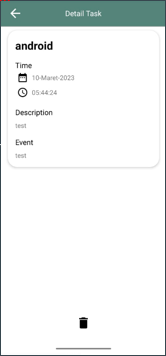 Detail Task
android
Time
10-Maret-2023
05:44:24
Description
test
Event
test